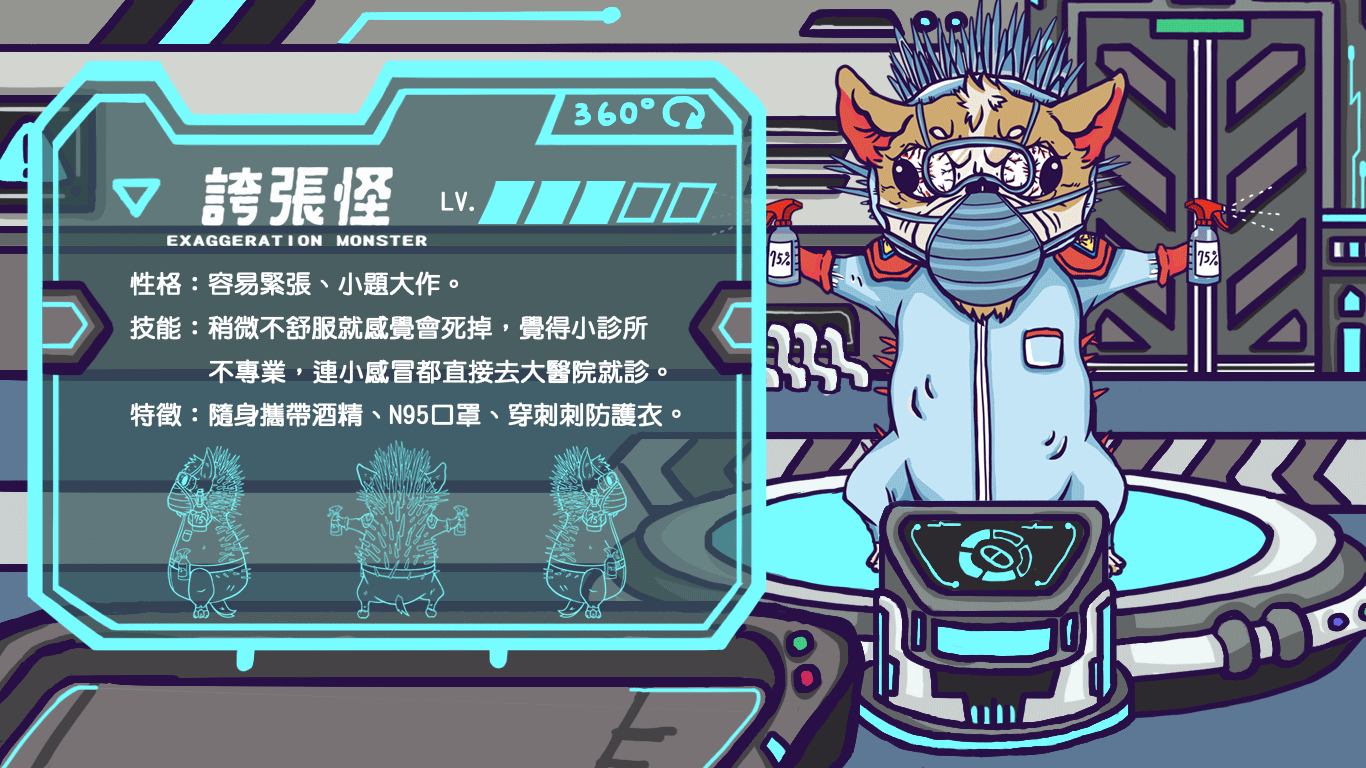 360°
誇張怪
LV.
EXAGGERATION MONSTER
性格：容易緊張、小題大作。
技能：稍微不舒服就感覺會死掉，覺得小診所
不專業，連小感冒都直接去大醫院就診。
特徵：隨身攜帶酒精、N95口罩、穿刺刺防護衣。
75%
75%